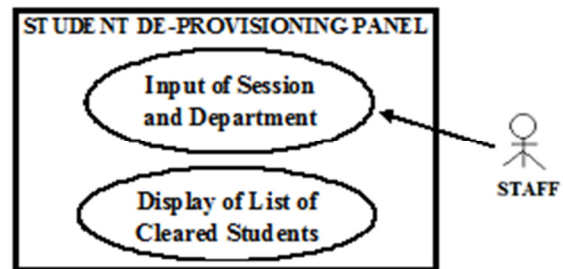 STUDENT DE-PROVISIONING PANEL
Input of Session
and Department
STAFF
Display of List of
Cleared Students